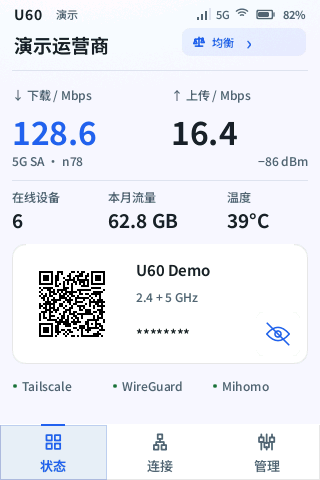 U60 演示 5G 82%
演示运营商 均衡 ›
↓ 下载 / Mbps ↑ 上传 / Mbps
128.6 16.4
5G SA · n78 −86 dBm
在线设备 本月流量 温度
6 62.8 GB 39°C
U60 Demo
2.4 + 5 GHz
********
• Tailscale • WireGuard • Mihomo
状态 连接 管理